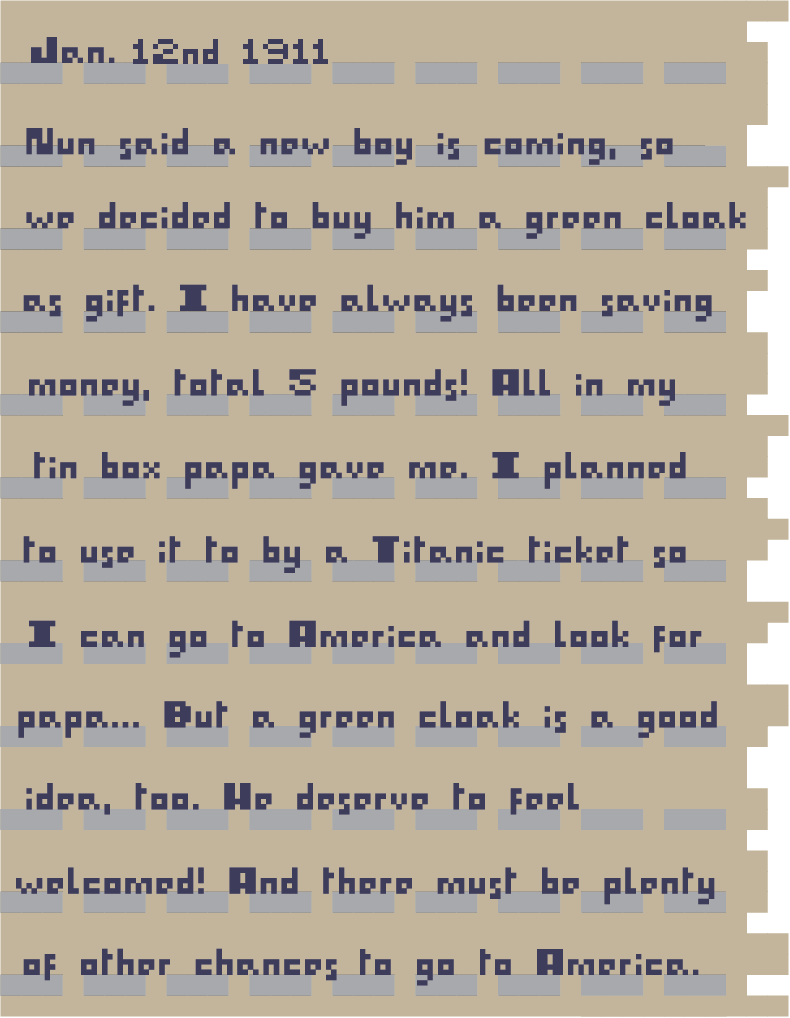 Jan. 12nd 1911
Nun said a new boy is coming, so
we decided to buy him a green cloak
as gift. I have always been saving
money, total 5 pounds! All in my
tin box papa gave me. I planned
to use it to by a Titanic ticket so
I can go to America and look for
papa... But a green cloak is a good
idea, too. He deserve to feel
welcomed! And there must be plenty
of other chances to go to America.